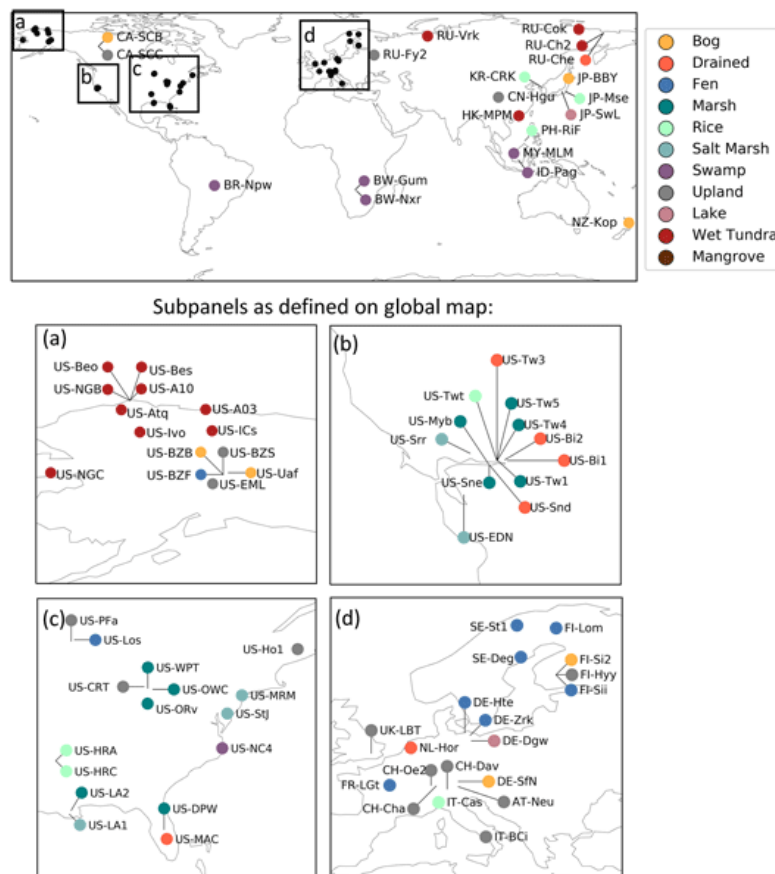 a
b
c
d
CA-SCB
CA-SCC
RU-Vrk
RU-Fy2
RU-Cok
RU-Ch2
RU-Che
KR-CRK
JP-BBY
CN-Hgu
JP-Mse
HK-MPM
JP-SwL
PH-RiF
MY-MLM
ID-Pag
BR-Npw
BW-Gum
BW-Nxr
NZ-Kop
Bog
Drained
Fen
Marsh
Rice
Salt Marsh
Swamp
Upland
Lake
Wet Tundra
Mangrove
Subpanels as defined on global map:
(a)
US-Beo
US-Bes
US-NGB
US-A10
US-Atq
US-A03
US-Ivo
US-ICs
US-BZB
US-BZS
US-NGC
US-BZF
US-Uaf
US-EML
(b)
US-Tw3
US-Twt
US-Tw5
US-Myb
US-Tw4
US-Srr
US-Bi2
US-Bi1
US-Sne
US-Tw1
US-Snd
US-EDN
(c)
US-PFa
US-Los
US-Ho1
US-WPT
US-CRT
US-OWC
US-MRM
US-ORv
US-StJ
US-NC4
US-HRA
US-HRC
US-LA2
US-DPW
US-LA1
US-MAC
(d)
SE-St1
FI-Lom
SE-Deg
FI-Si2
FI-Hyy
FI-Sii
DE-Hte
DE-Zrk
UK-LBT
DE-Dgw
NL-Hor
CH-Oe2
CH-Dav
FR-LGt
DE-SfN
CH-Cha
IT-Cas
AT-Neu
IT-BCi